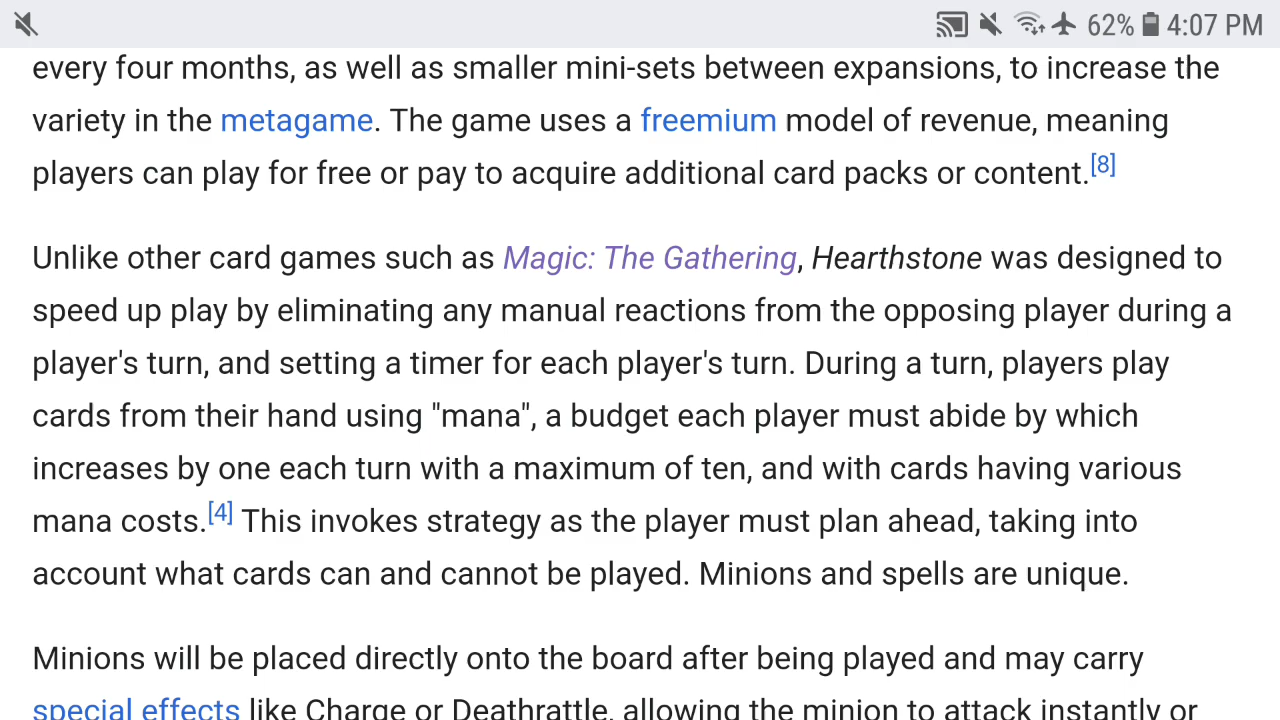 62% 4:07 PM
every four months, as well as smaller mini-sets between expansions, to increase the
variety in the metagame. The game uses a freemium model of revenue, meaning
players can play for free or pay to acquire additional card packs or content.[8]
Unlike other card games such as Magic: The Gathering, Hearthstone was designed to
speed up play by eliminating any manual reactions from the opposing player during a
player's turn, and setting a timer for each player's turn. During a turn, players play
cards from their hand using "mana", a budget each player must abide by which
increases by one each turn with a maximum of ten, and with cards having various
mana costs.[4] This invokes strategy as the player must plan ahead, taking into
account what cards can and cannot be played. Minions and spells are unique.
Minions will be placed directly onto the board after being played and may carry
special effects like Charge or Deathrattle, allowing the minion to attack instantly or